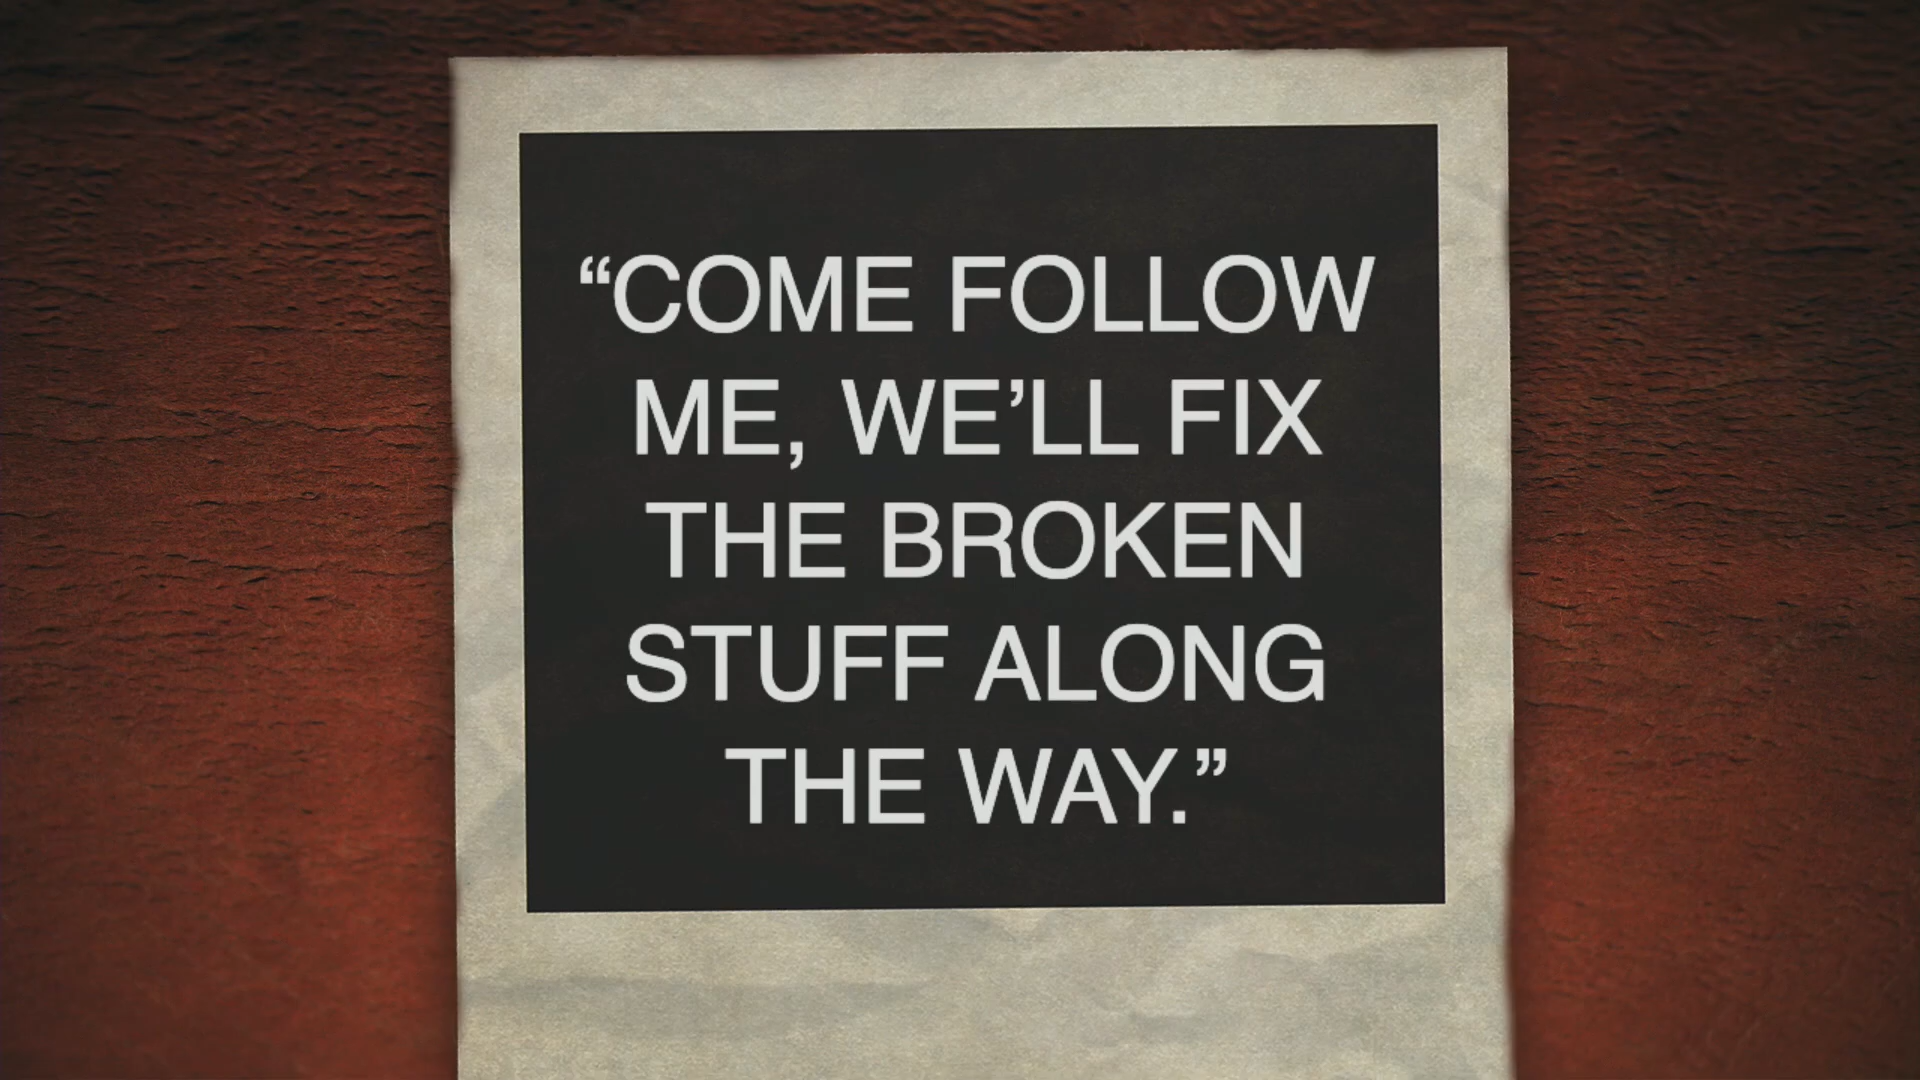 “COME FOLLOW
ME, WE’LL FIX
THE BROKEN
STUFF ALONG
THE WAY.”